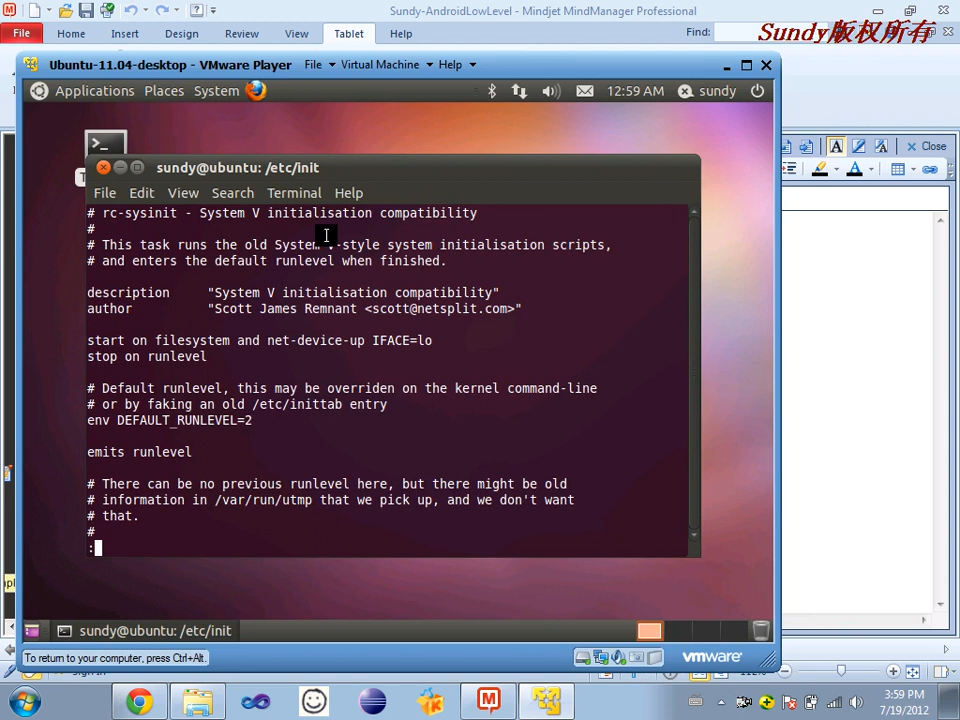 Sundy-AndroidLowLevel - Mindjet MindManager Professional
File Home Insert Design Review View Tablet Help Find:
Sundy版权所有
Ubuntu-11.04-desktop - VMware Player File Virtual Machine Help
Applications Places System 12:59 AM sundy
Close
sundy@ubuntu: /etc/init
File Edit View Search Terminal Help
# rc-sysinit - System V initialisation compatibility
#
# This task runs the old System V-style system initialisation scripts,
# and enters the default runlevel when finished.
description "System V initialisation compatibility"
author "Scott James Remnant <scott@netsplit.com>"
start on filesystem and net-device-up IFACE=lo
stop on runlevel
# Default runlevel, this may be overriden on the kernel command-line
# or by faking an old /etc/inittab entry
env DEFAULT_RUNLEVEL=2
emits runlevel
# There can be no previous runlevel here, but there might be old
# information in /var/run/utmp that we pick up, and we don't want
# that.
#
:
sundy@ubuntu: /etc/init
To return to your computer, press Ctrl+Alt.
vmware
3:59 PM
7/19/2012